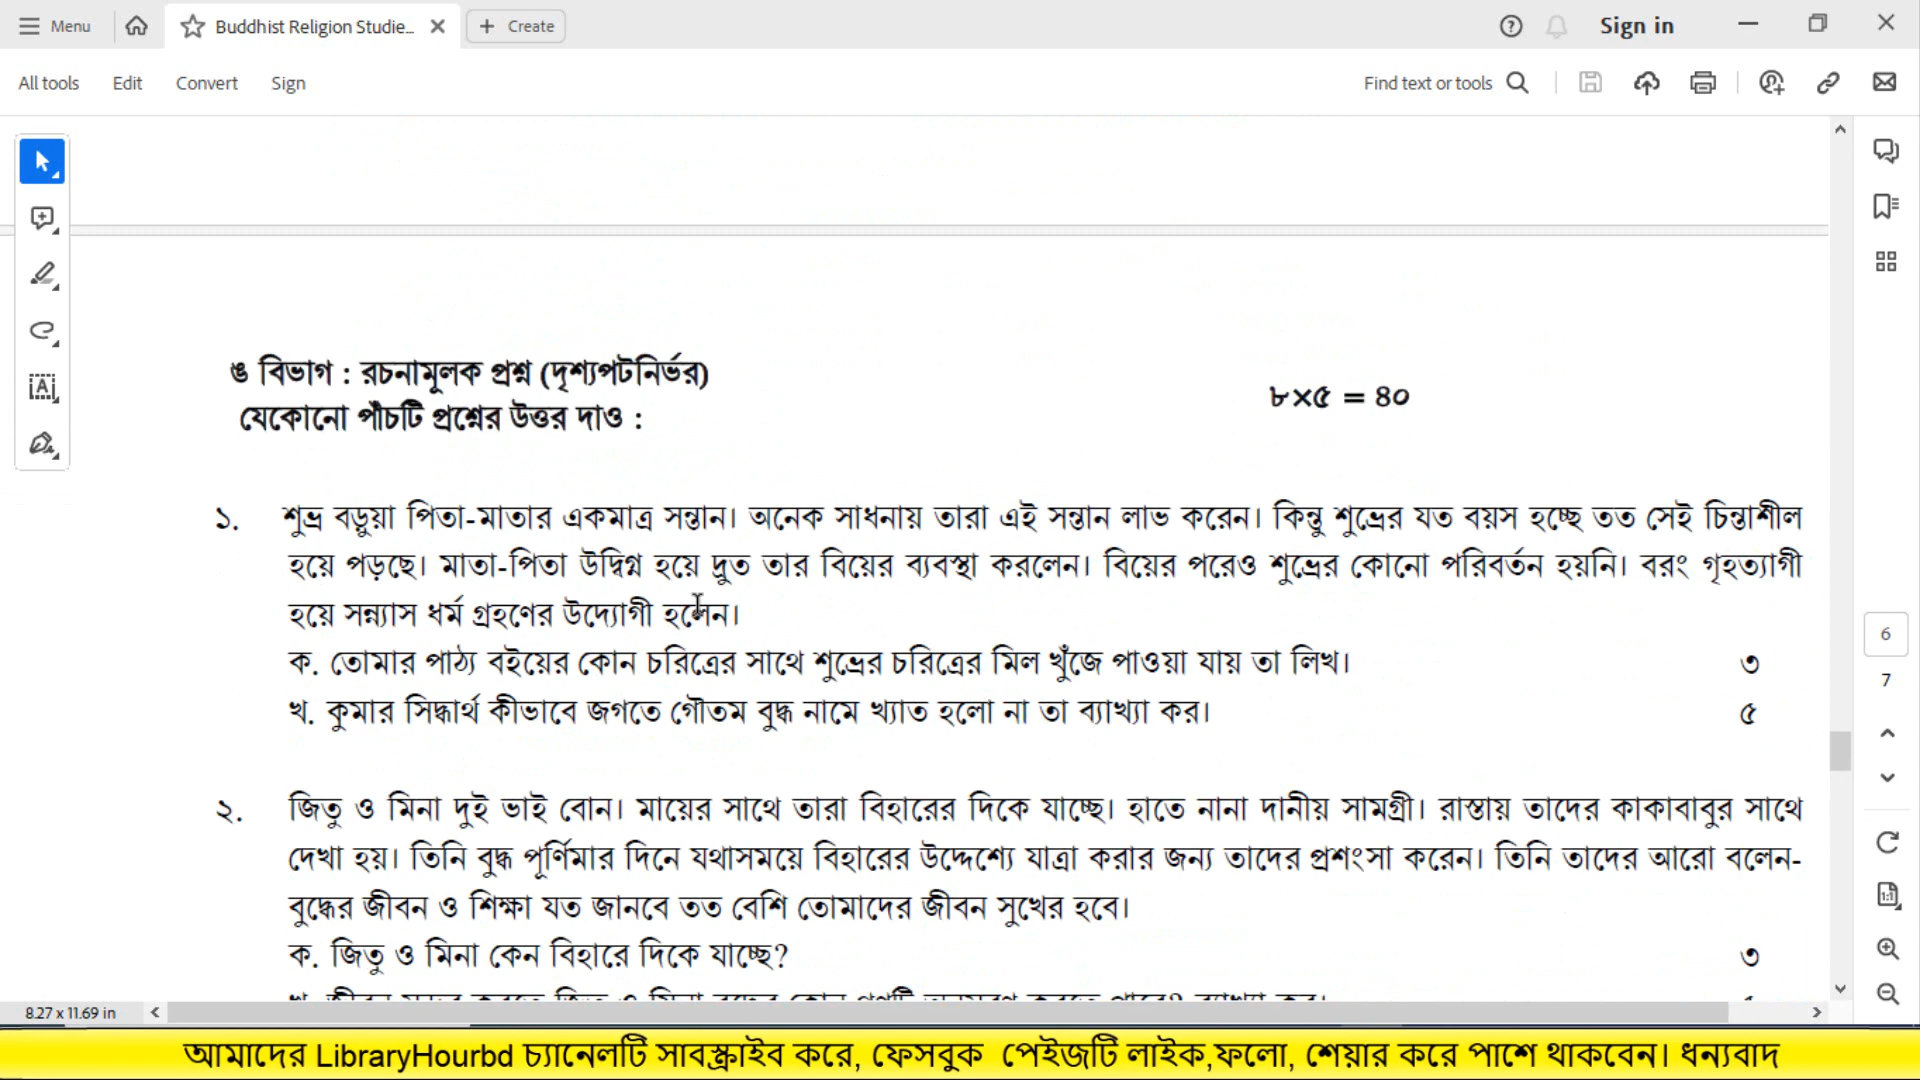 Menu
Buddhist Religion Studie...
Create
Sign in
All tools
Edit
Convert
Sign
Find text or tools
ঙ বিভাগ : রচনামূলক প্রশ্ন (দৃশ্যপটনির্ভর)
যেকোনো পাঁচটি প্রশ্নের উত্তর দাও :
৮×৫ = ৪০
১. শুভ্র বড়ুয়া পিতা-মাতার একমাত্র সন্তান। অনেক সাধনায় তারা এই সন্তান লাভ করেন। কিন্তু শুভ্রের যত বয়স হচ্ছে তত সেই চিন্তাশীল
হয়ে পড়ছে। মাতা-পিতা উদ্বিগ্ন হয়ে দ্রুত তার বিয়ের ব্যবস্থা করলেন। বিয়ের পরেও শুভ্রের কোনো পরিবর্তন হয়নি। বরং গৃহত্যাগী
হয়ে সন্ন্যাস ধর্ম গ্রহণের উদ্যোগী হলেন।
ক. তোমার পাঠ্য বইয়ের কোন চরিত্রের সাথে শুভ্রের চরিত্রের মিল খুঁজে পাওয়া যায় তা লিখ। ৩
খ. কুমার সিদ্ধার্থ কীভাবে জগতে গৌতম বুদ্ধ নামে খ্যাত হলো না তা ব্যাখ্যা কর। ৫
২. জিতু ও মিনা দুই ভাই বোন। মায়ের সাথে তারা বিহারের দিকে যাচ্ছে। হাতে নানা দানীয় সামগ্রী। রাস্তায় তাদের কাকাবাবুর সাথে
দেখা হয়। তিনি বুদ্ধ পূর্ণিমার দিনে যথাসময়ে বিহারের উদ্দেশ্যে যাত্রা করার জন্য তাদের প্রশংসা করেন। তিনি তাদের আরো বলেন-
বুদ্ধের জীবন ও শিক্ষা যত জানবে তত বেশি তোমাদের জীবন সুখের হবে।
ক. জিতু ও মিনা কেন বিহারে দিকে যাচ্ছে? ৩
6
7
8.27 x 11.69 in
আমাদের LibraryHourbd চ্যানেলটি সাবস্ক্রাইব করে, ফেসবুক পেইজটি লাইক,ফলো, শেয়ার করে পাশে থাকবেন। ধন্যবাদ